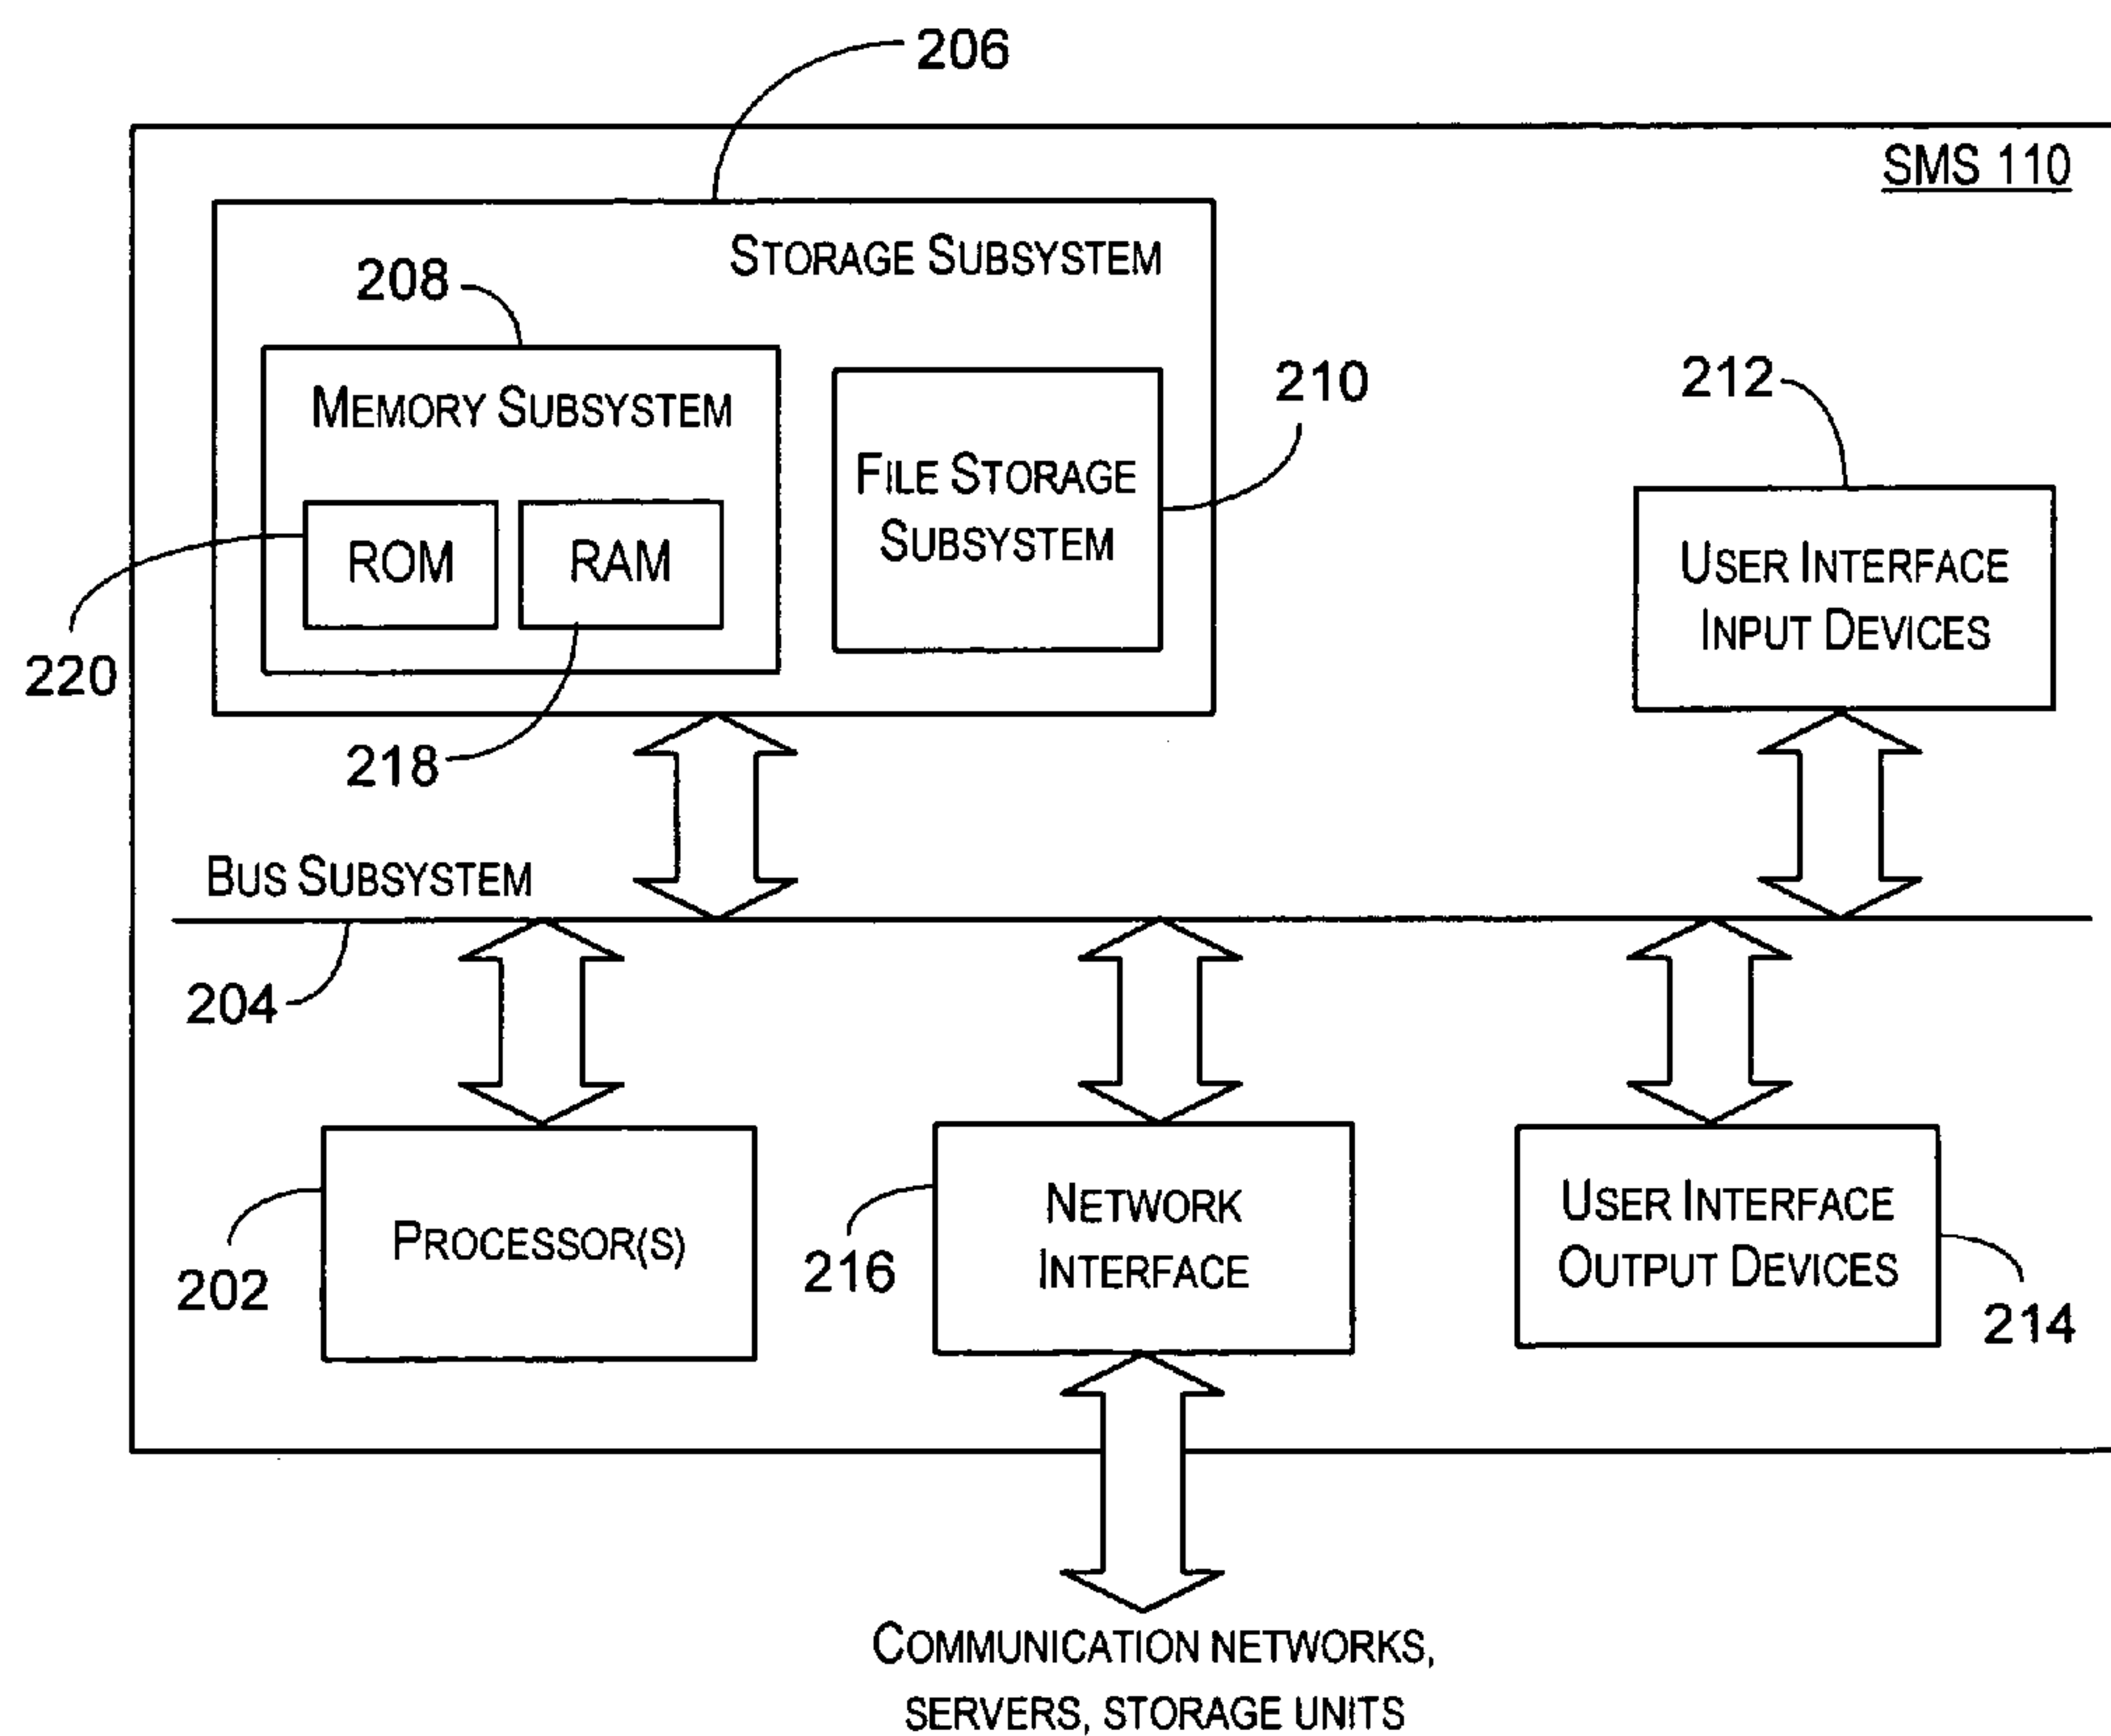 206
SMS 110
STORAGE SUBSYSTEM
208
MEMORY SUBSYSTEM
210
212
FILE STORAGE
SUBSYSTEM
ROM
RAM
USER INTERFACE
INPUT DEVICES
220
218
BUS SUBSYSTEM
204
PROCESSOR(S)
202
NETWORK
INTERFACE
216
USER INTERFACE
OUTPUT DEVICES
214
COMMUNICATION NETWORKS,
SERVERS, STORAGE UNITS